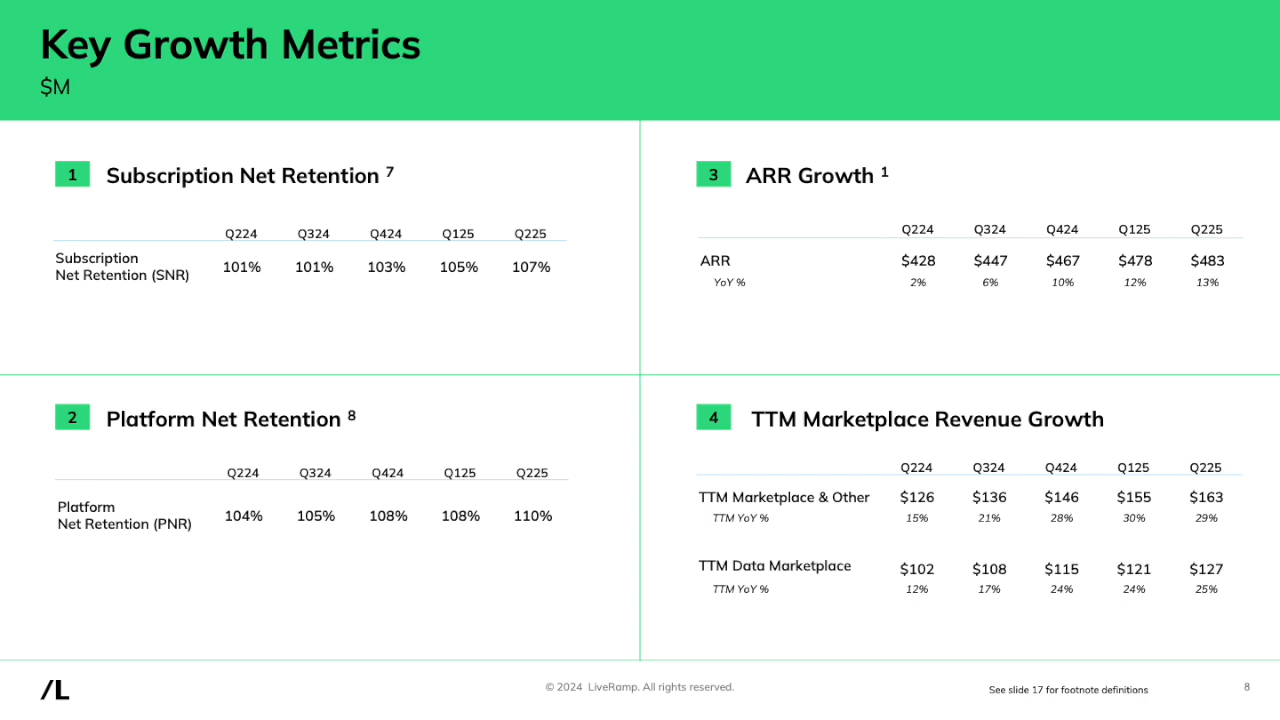 Key Growth Metrics
$M
1 Subscription Net Retention 7
Q224 Q324 Q424 Q125 Q225
Subscription
Net Retention (SNR) 101% 101% 103% 105% 107%
2 Platform Net Retention 8
Q224 Q324 Q424 Q125 Q225
Platform
Net Retention (PNR) 104% 105% 108% 108% 110%
3 ARR Growth 1
Q224 Q324 Q424 Q125 Q225
ARR $428 $447 $467 $478 $483
YoY % 2% 6% 10% 12% 13%
4 TTM Marketplace Revenue Growth
Q224 Q324 Q424 Q125 Q225
TTM Marketplace & Other $126 $136 $146 $155 $163
TTM YoY % 15% 21% 28% 30% 29%
TTM Data Marketplace $102 $108 $115 $121 $127
TTM YoY % 12% 17% 24% 24% 25%
/L
© 2024 LiveRamp. All rights reserved.
See slide 17 for footnote definitions
8